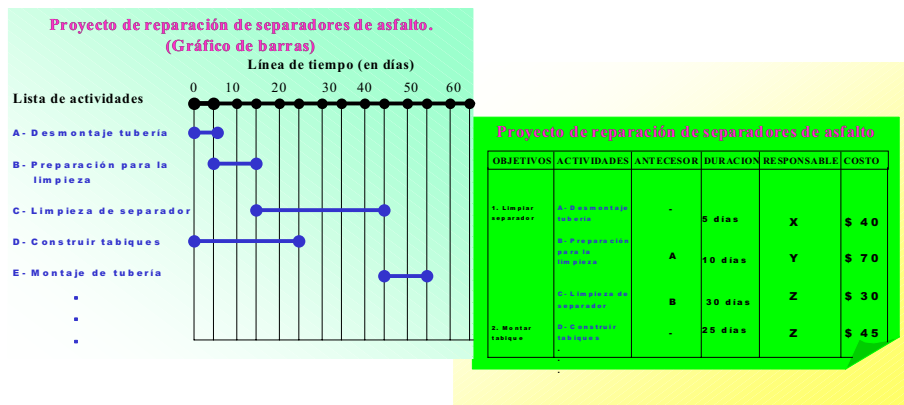 Proyecto de reparación de separadores de asfalto.
(Gráfico de barras)
Línea de tiempo (en días)
0 10 20 30 40 50 60
Lista de actividades
A- Desmontaje tubería
B- Preparación para la
limpieza
C- Limpieza de separador
D- Construir tabiques
E- Montaje de tubería
Proyecto de reparación de separadores de asfalto
OBJETIVOS ACTIVIDADES ANTECESOR DURACION RESPONSABLE COSTO
1. Limpiar
separador
A- Desmontaje
tubería
- 5 días X $ 40
B- Preparación
para la
limpieza
A 10 días Y $ 70
C- Limpieza de
separador
B 30 días Z $ 30
2. Montar
tabique
D- Construir
tabiques
- 25 días Z $ 45